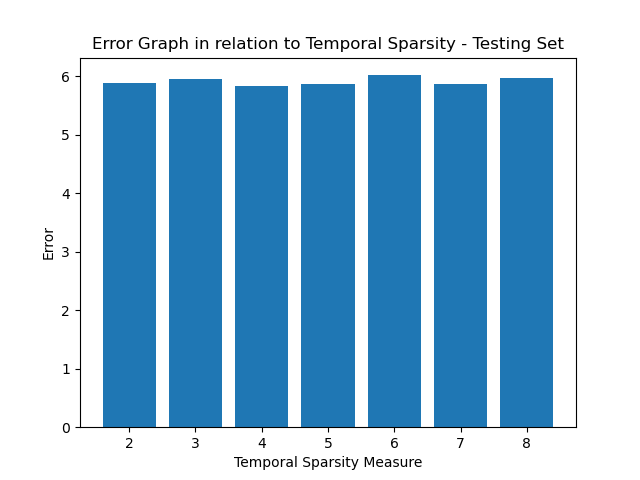 Error Graph in relation to Temporal Sparsity - Testing Set
6
5
4
3
2
1
0
Error
2 3 4 5 6 7 8
Temporal Sparsity Measure